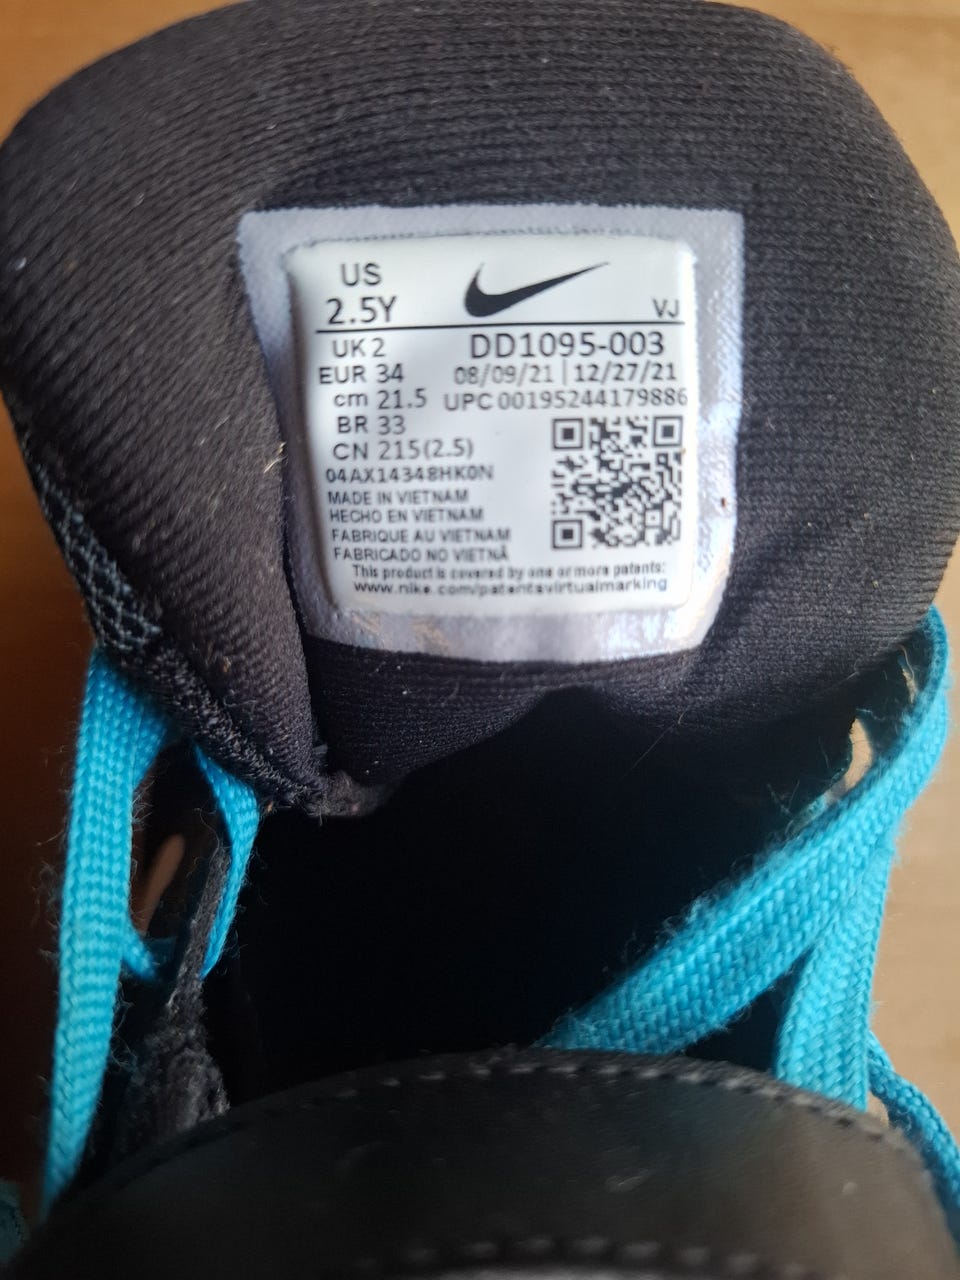 US
2.5Y
VJ
UK 2
DD1095-003
EUR 34
08/09/21 | 12/27/21
cm 21.5
UPC 00195244179886
BR 33
CN 215(2.5)
04AX14348HK0N
MADE IN VIETNAM
HECHO EN VIETNAM
FABRIQUE AU VIETNAM
FABRICADO NO VIETNÃ
This product is covered by one or more patents:
www.nike.com/patentsvirtualmarking